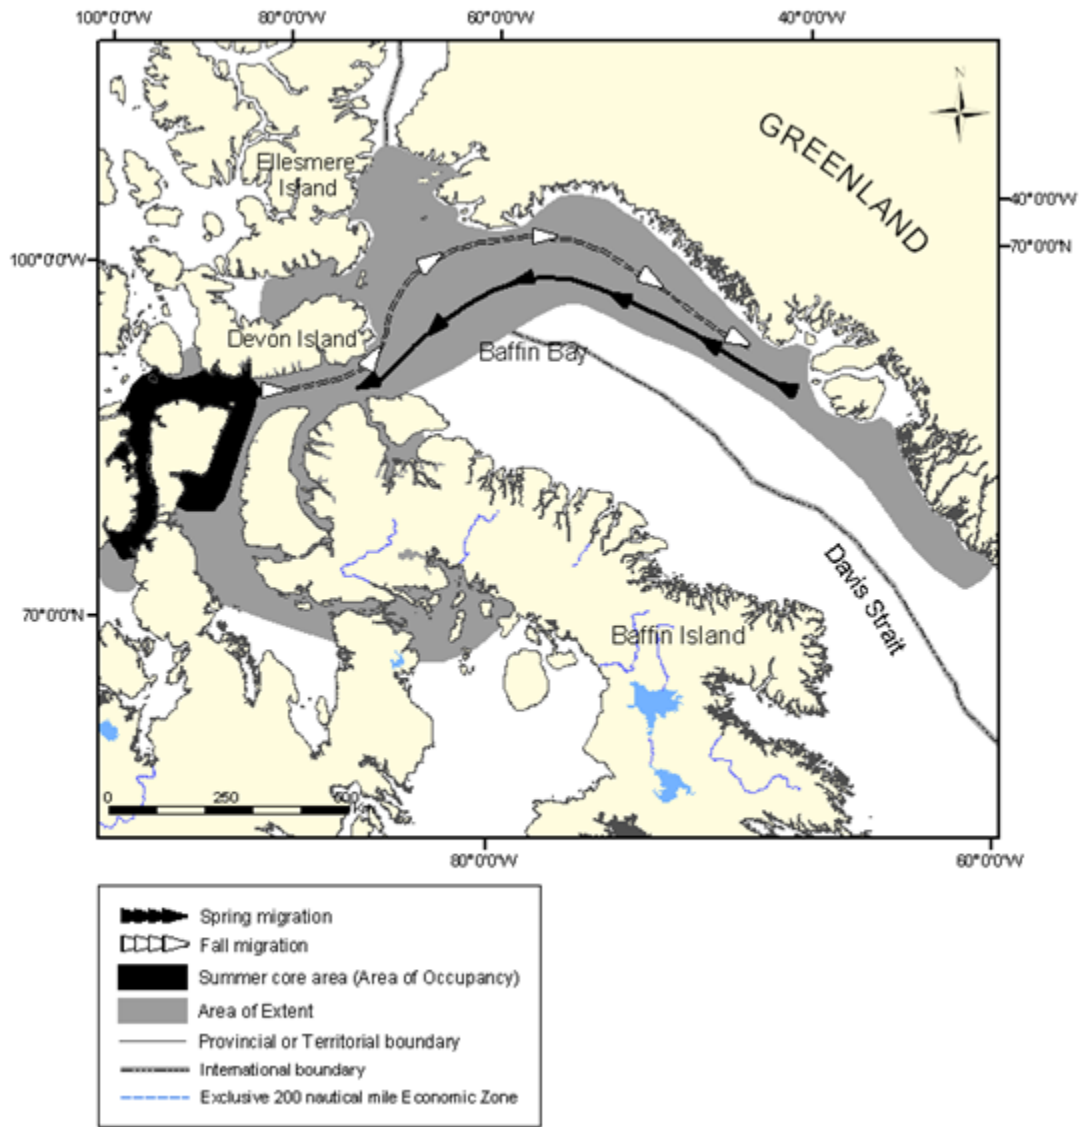 100°0'0"W 80°0'0"W 60°0'0"W 40°0'0"W
N
GREENLAND
Ellesmere
Island
40°0'0"W
70°0'0"N
100°0'0"W
Devon Island
Baffin Bay
Davis Strait
70°0'0"N
Baffin Island
0 250
80°0'0"W 60°0'0"W
Spring migration
Fall migration
Summer core area (Area of Occupancy)
Area of Extent
Provincial or Territorial boundary
International boundary
Exclusive 200 nautical mile Economic Zone